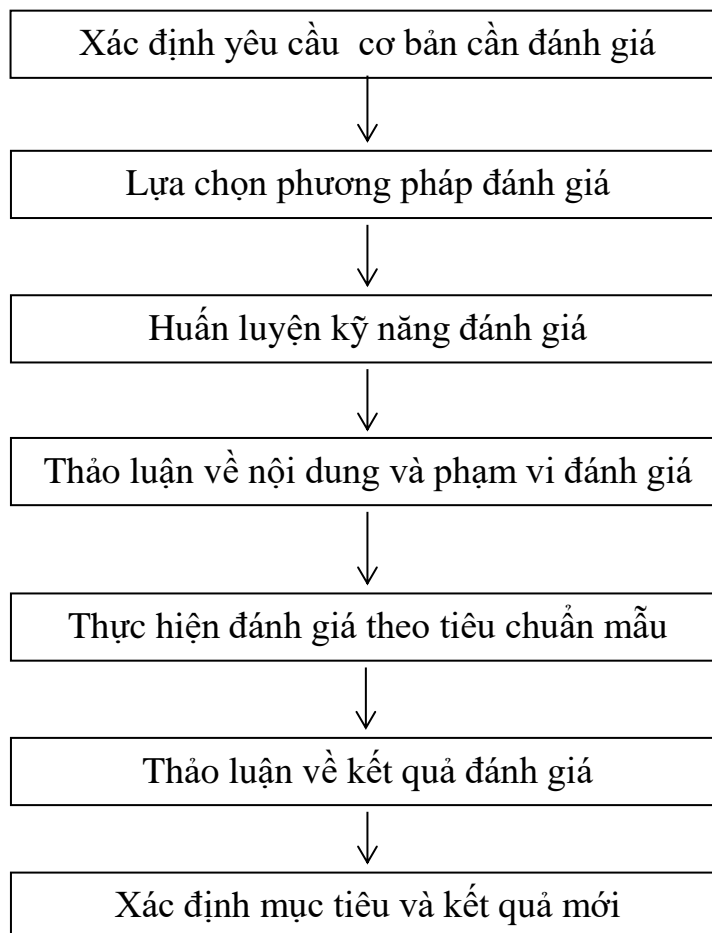 Xác định yêu cầu  cơ bản cần đánh giá
Lựa chọn phương pháp đánh giá
Huấn luyện kỹ năng đánh giá
Thảo luận về nội dung và phạm vi đánh giá
Thực hiện đánh giá theo tiêu chuẩn mẫu
Thảo luận về kết quả đánh giá
Xác định mục tiêu và kết quả mới